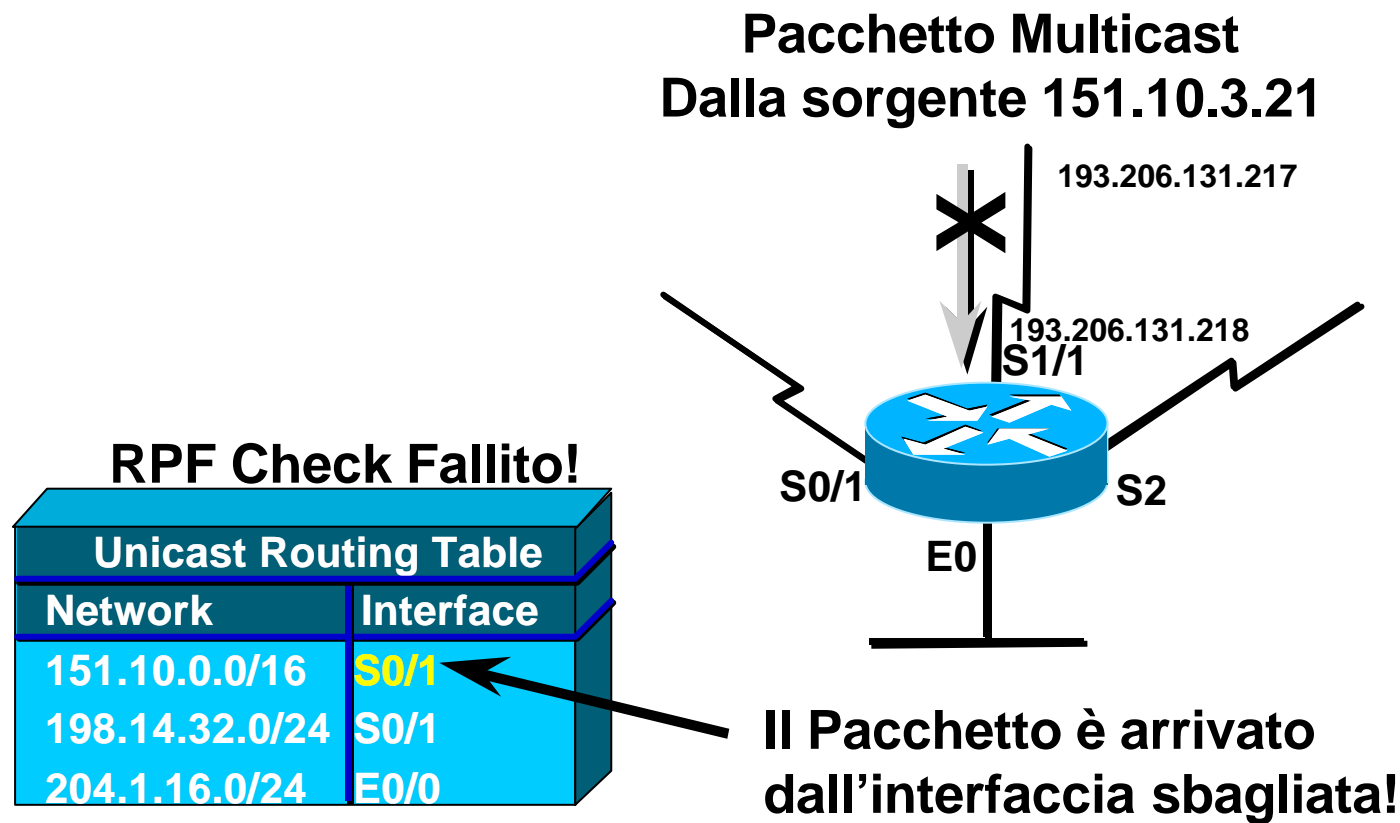 Pacchetto Multicast
Dalla sorgente 151.10.3.21
193.206.131.217
193.206.131.218
S1/1
S0/1
S2
E0
RPF Check Fallito!
Unicast Routing Table
Network Interface
151.10.0.0/16 S0/1
198.14.32.0/24 S0/1
204.1.16.0/24 E0/0
Il Pacchetto è arrivato
dall’interfaccia sbagliata!